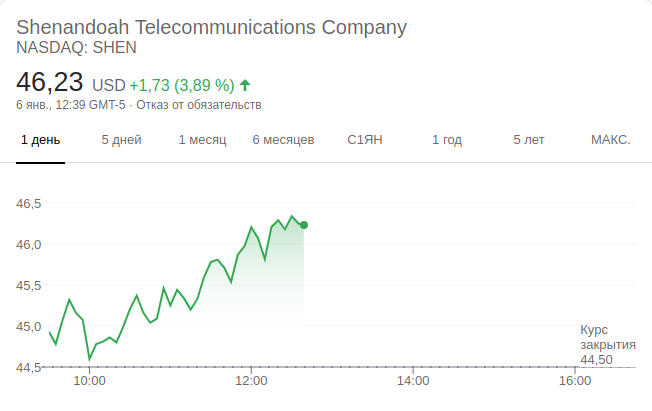 Shenandoah Telecommunications Company
NASDAQ: SHEN
46,23 USD +1,73 (3,89 %)
6 янв., 12:39 GMT-5 · Отказ от обязательств
1 день 5 дней 1 месяц 6 месяцев С1ЯН 1 год 5 лет МАКС.
46,5
46,0
45,5
45,0
Курс
закрытия
44,50
44,5
10:00 12:00 14:00 16:00